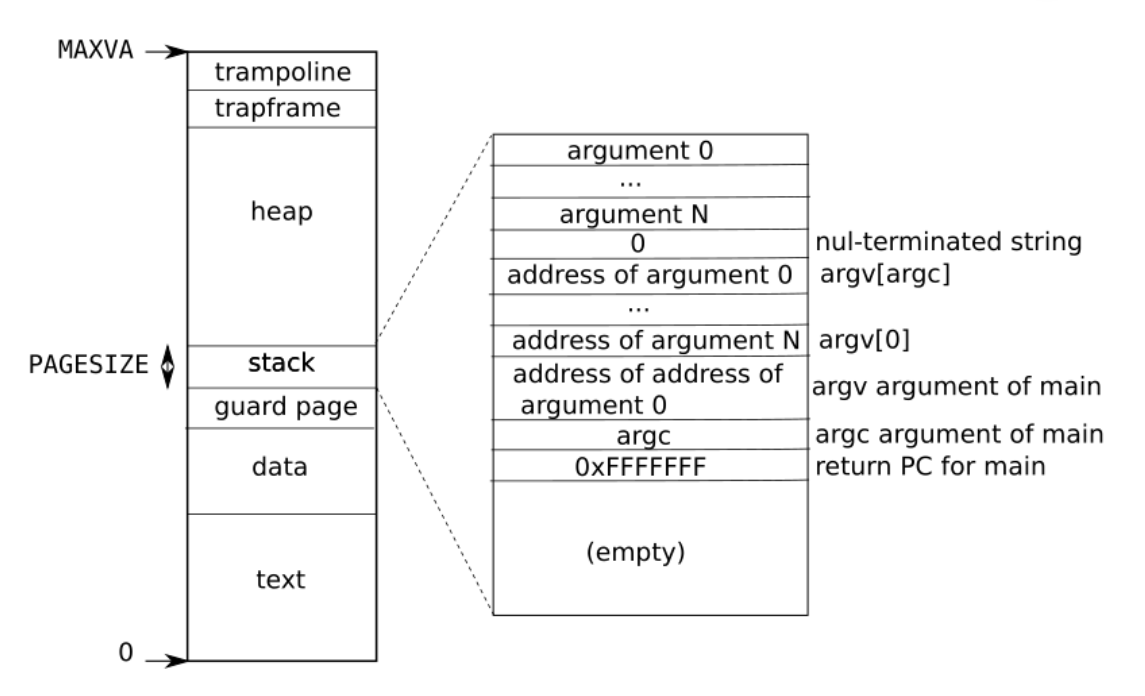 MAXVA
trampoline
trapframe
heap
PAGESIZE
stack
guard page
data
text
0
argument 0
...
argument N
0
nul-terminated string
address of argument 0
argv[argc]
...
address of argument N
argv[0]
address of address of
argument 0
argv argument of main
argc
argc argument of main
0xFFFFFFF
return PC for main
(empty)